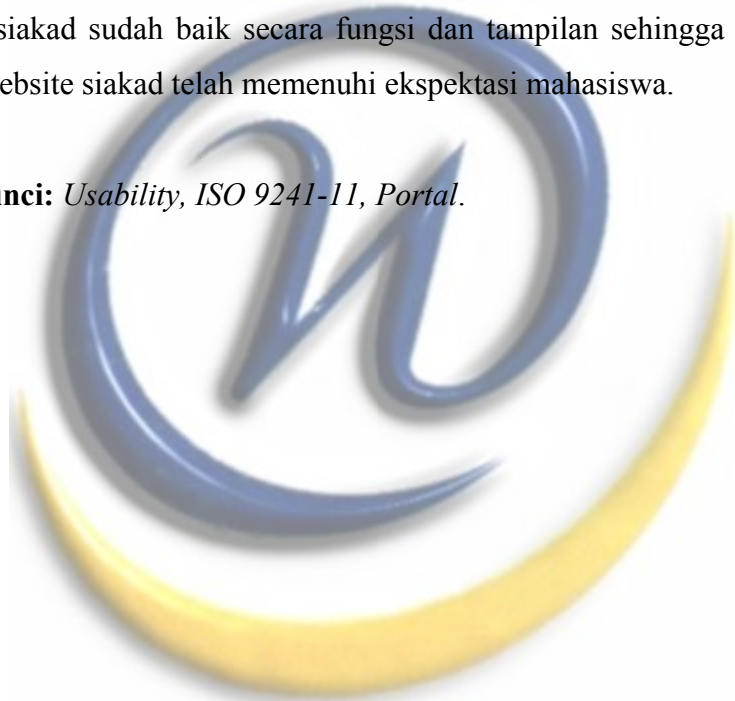 siakad sudah baik secara fungsi dan tampilan sehingga
ebsite siakad telah memenuhi ekspektasi mahasiswa.
nci: Usability, ISO 9241-11, Portal.